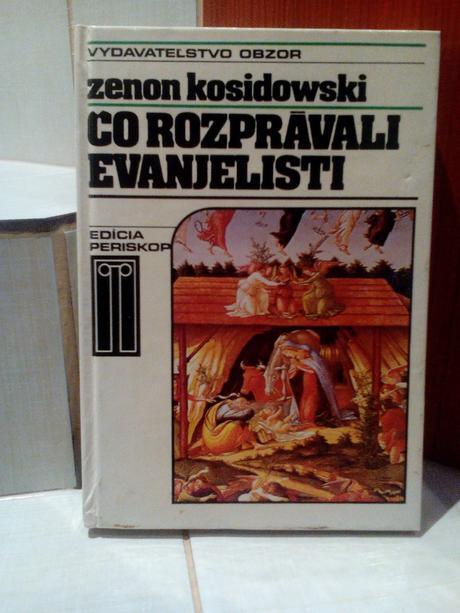 VYDAVATEĽSTVO OBZOR
zenon kosidowski
ČO ROZPRÁVALI
EVANJELISTI
EDÍCIA
PERISKOP